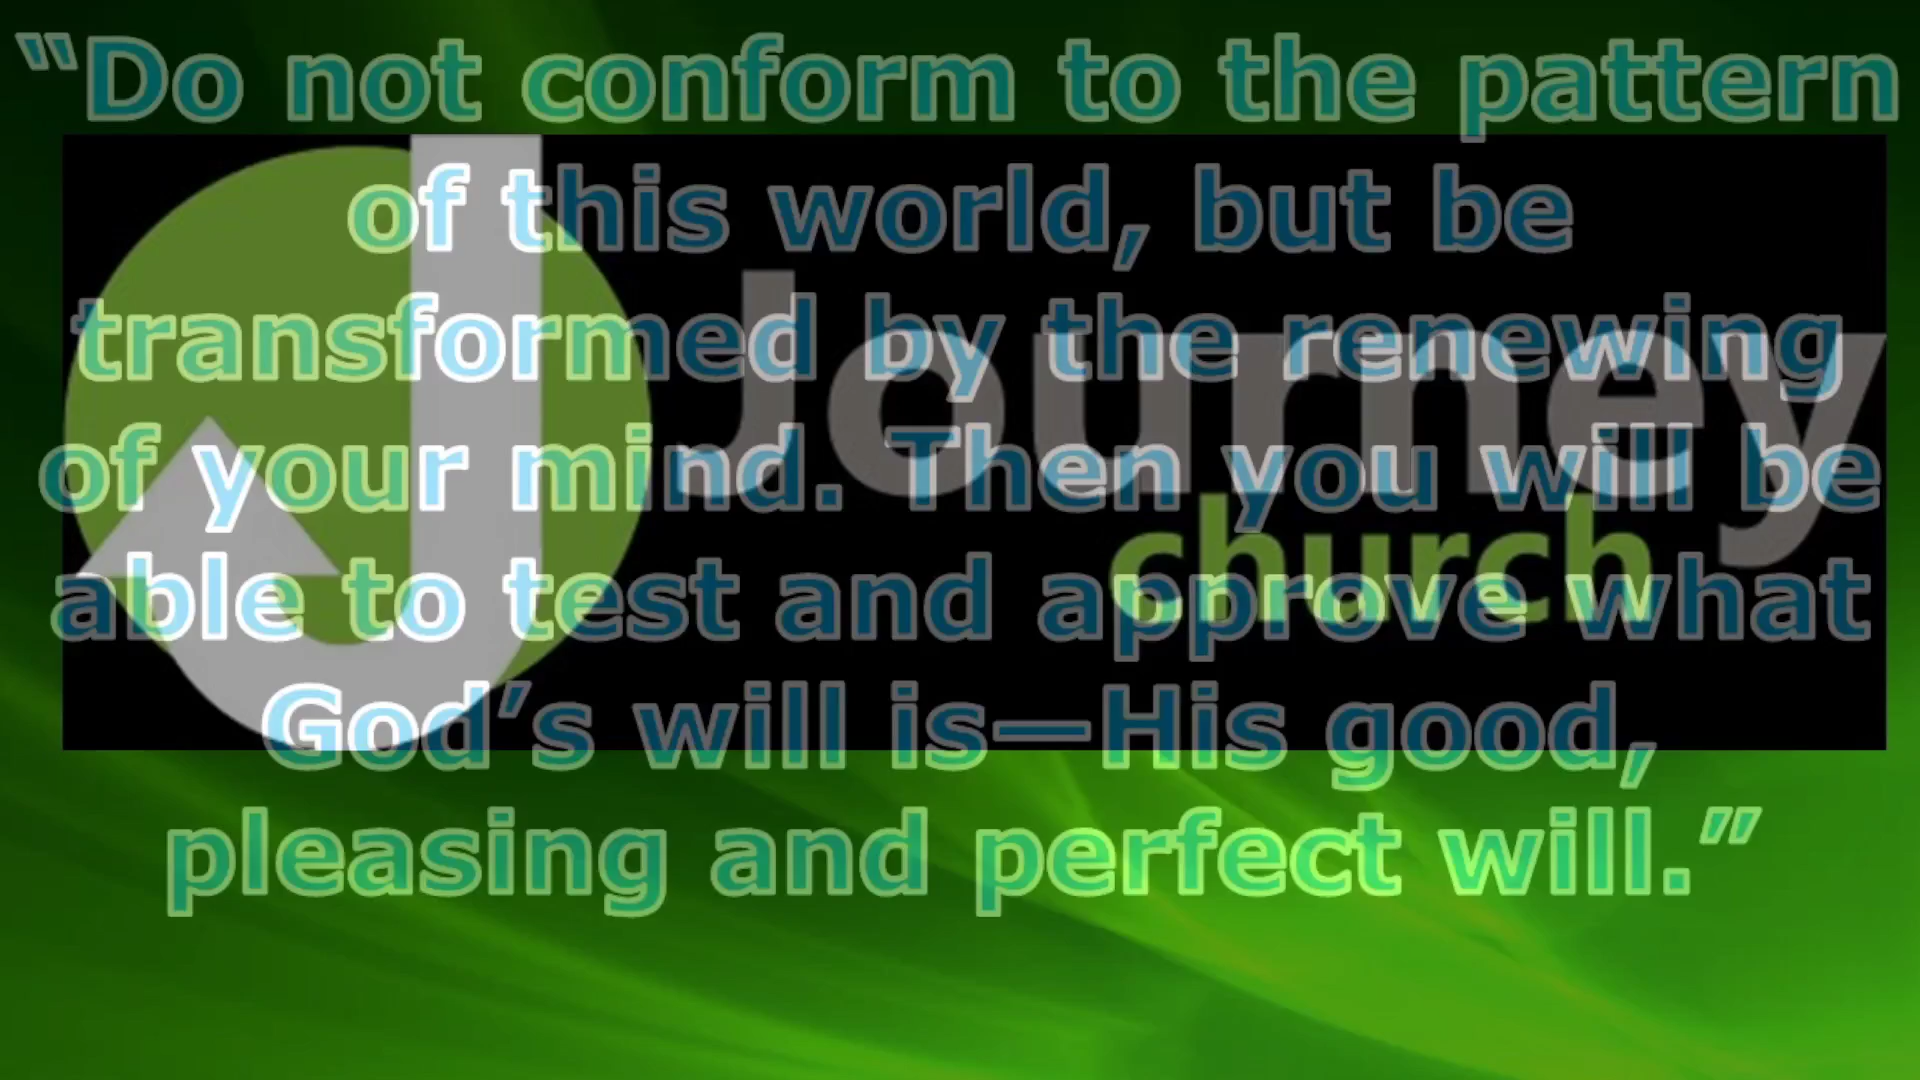 “Do not conform to the pattern
of this world, but be
transformed by the renewing
of your mind. Then you will be
able to test and approve what
God’s will is—His good,
pleasing and perfect will.”
J
Journey
church